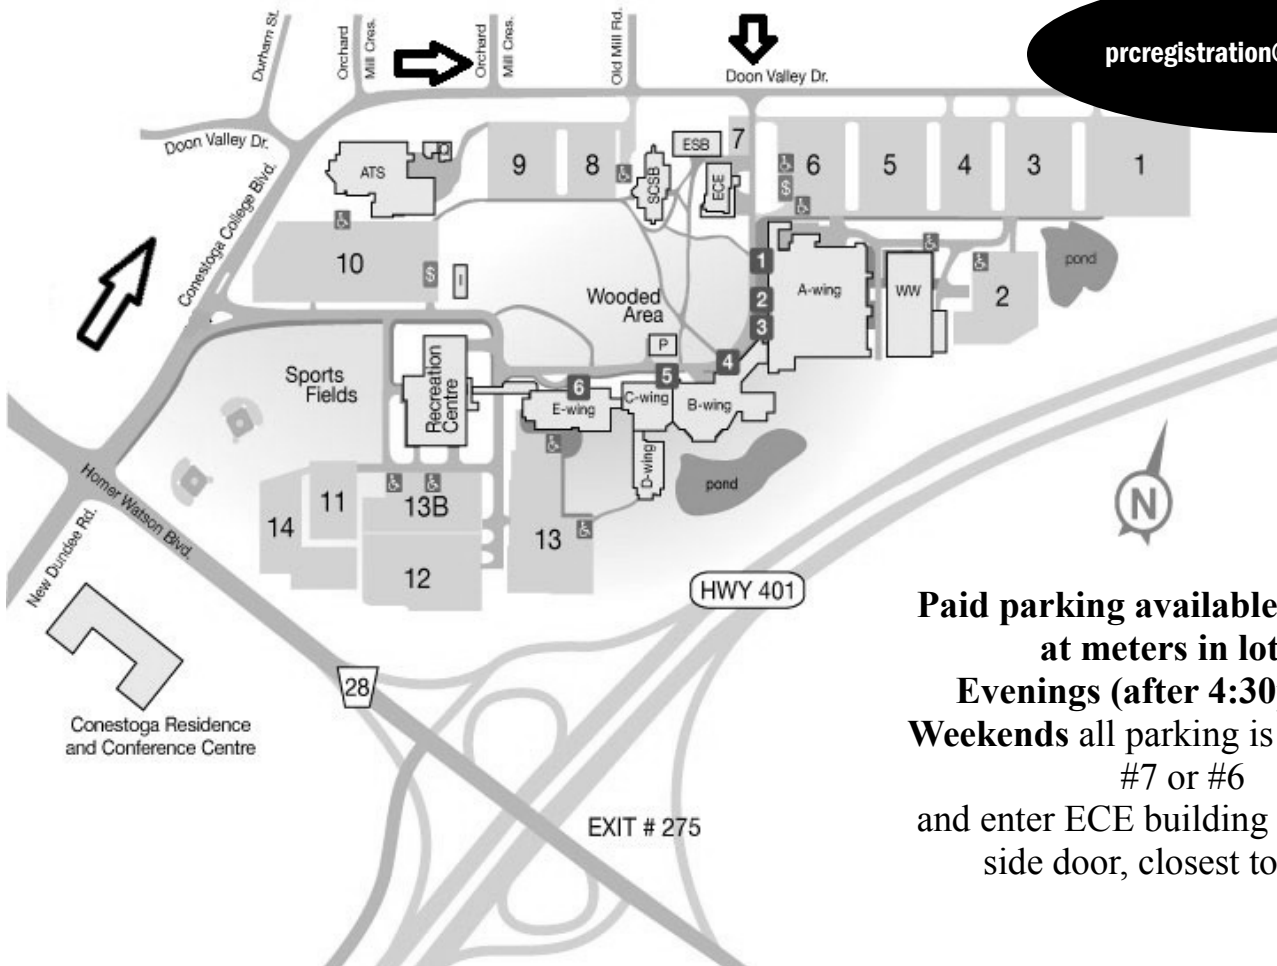 Durham St.
Orchard
Mill Cres.
Orchard
Mill Cres.
Old Mill Rd.
Doon Valley Dr.
prcregistration@
Doon Valley Dr.
Conestoga College Blvd.
ATS
9
8
SCSB
ESB
7
ECE
6
$
5
4
3
1
10
$
I
Wooded
Area
1
2
3
A-wing
WW
2
pond
P
4
5
6
Sports
Fields
Recreation
Centre
E-wing
C-wing
B-wing
D-wing
pond
N
Homer Watson Blvd.
New Dundee Rd.
14
11
13B
12
13
HWY 401
28
EXIT # 275
Conestoga Residence
and Conference Centre
Paid parking available
at meters in lot
Evenings (after 4:30
Weekends all parking is
#7 or #6
and enter ECE building
side door, closest to